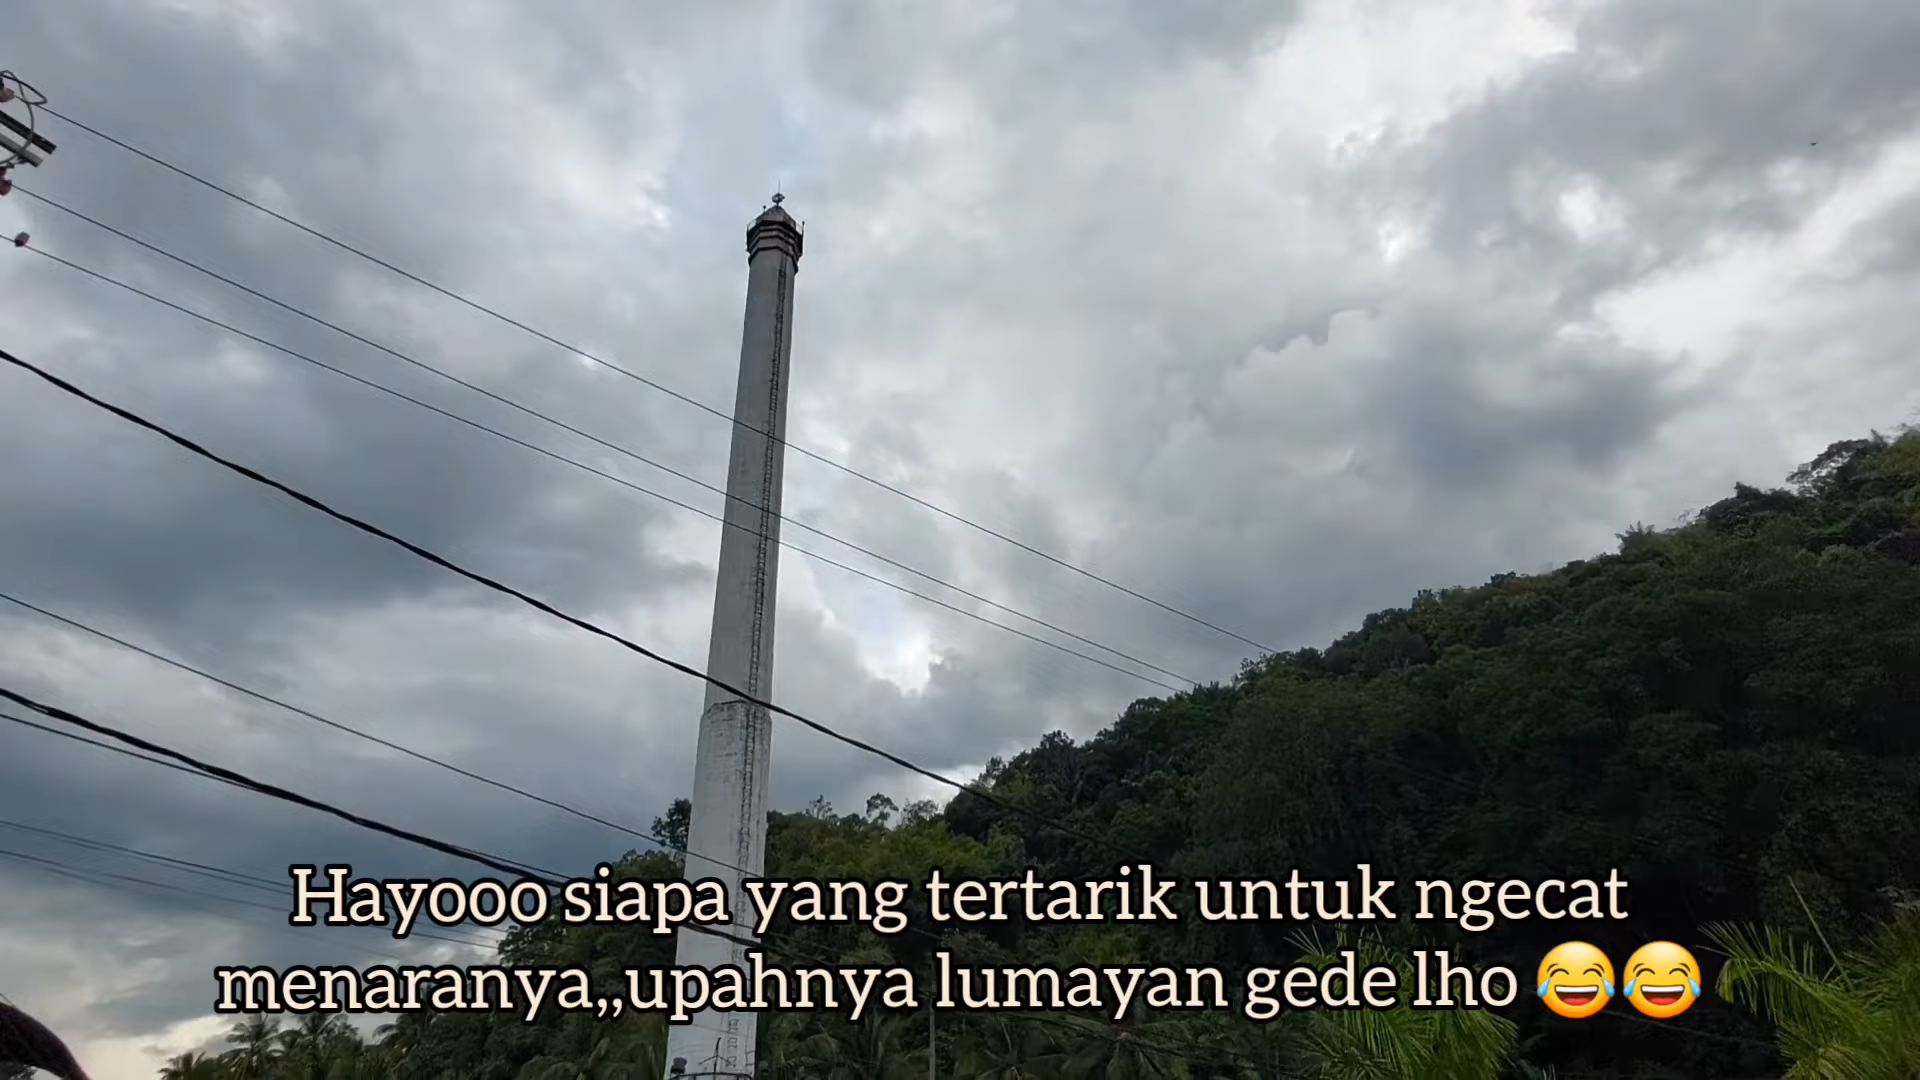 Hayooo siapa yang tertarik untuk ngecat
menaranya,,upahnya lumayan gede lho 😂😂